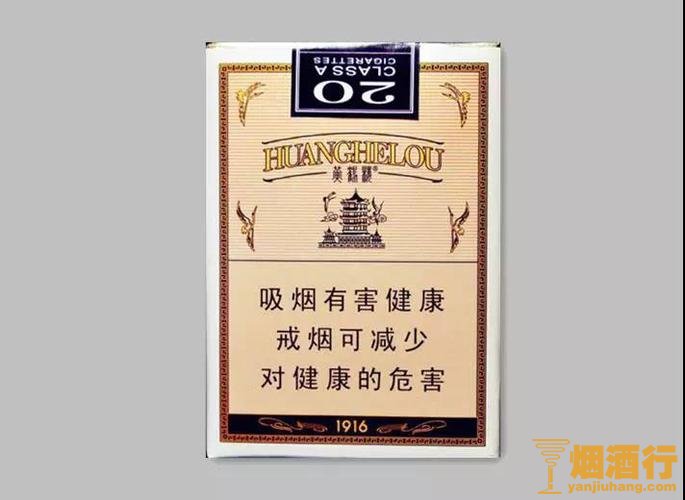 20
CLASS A
CIGARETTES
HUANGHELOU
黄鹤楼®
吸烟有害健康
戒烟可减少
对健康的危害
1916
烟酒行
yanjiuhang.com